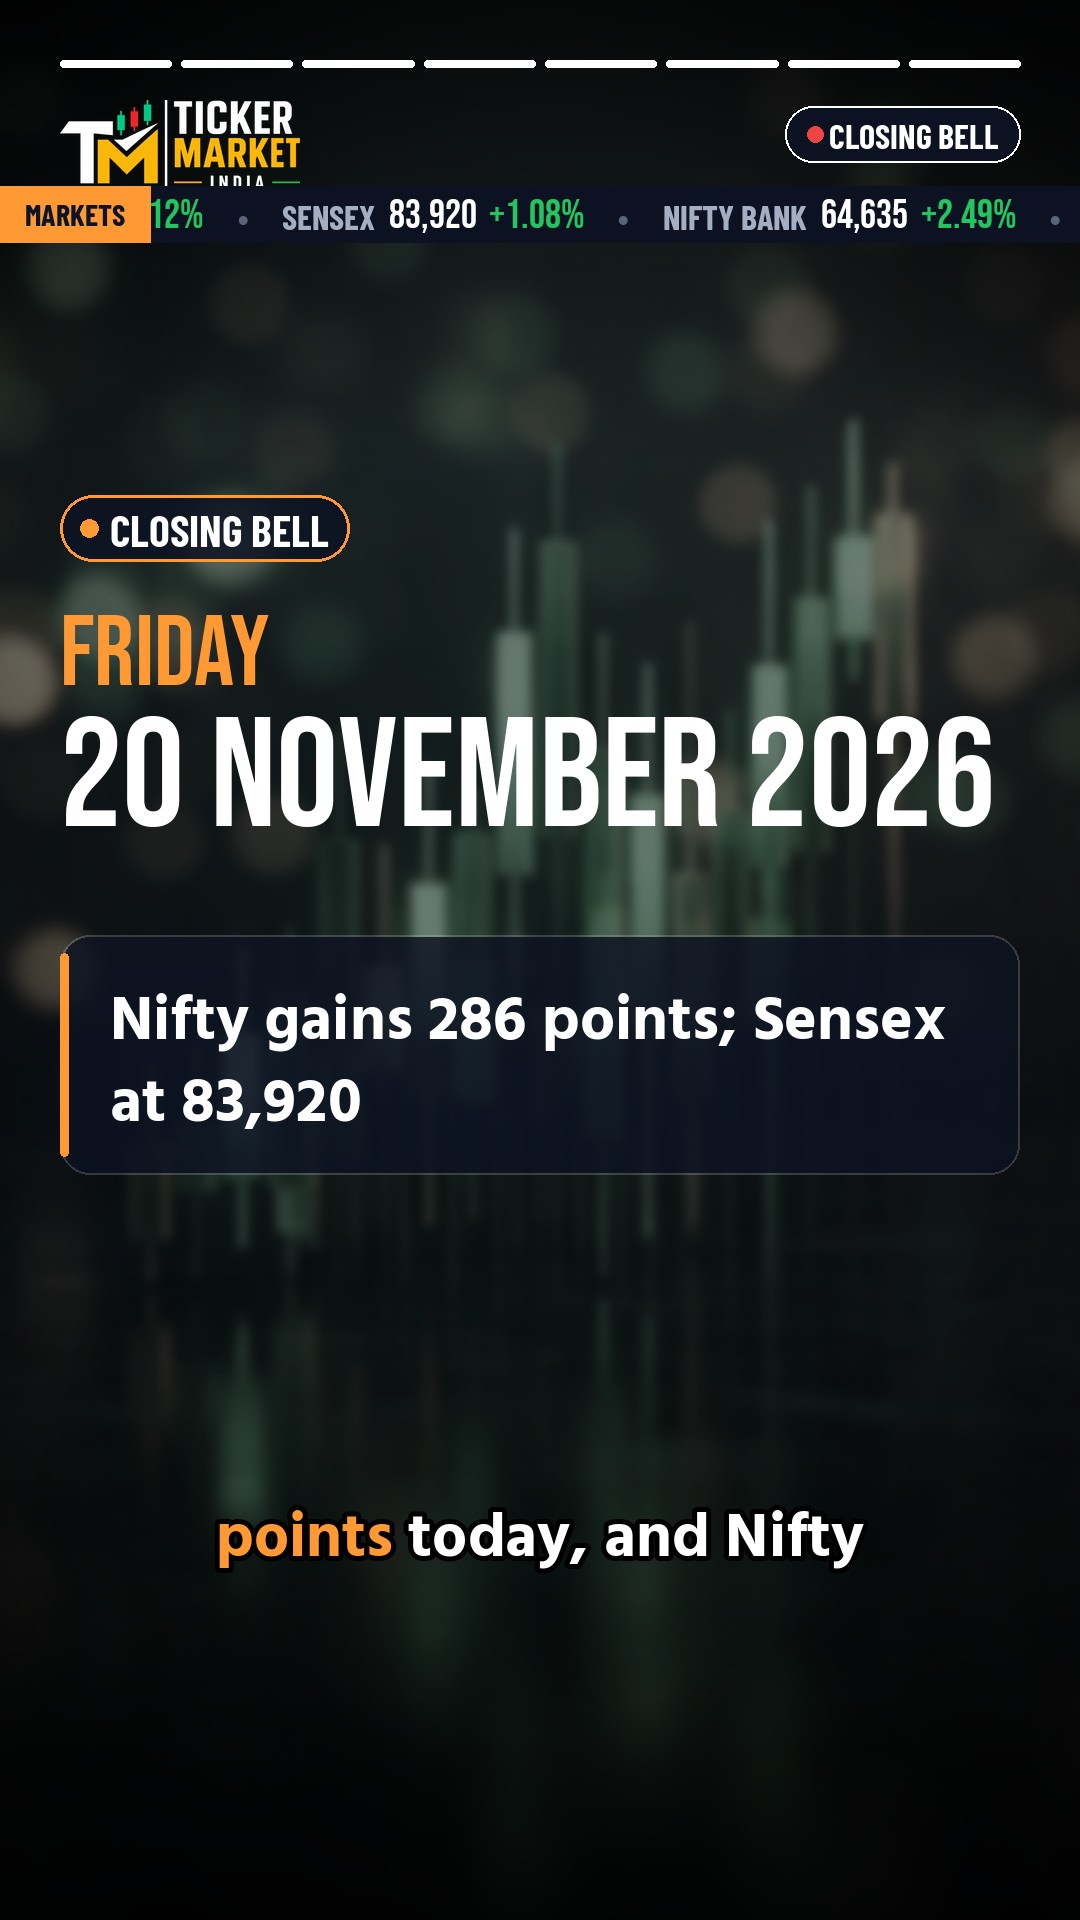 TM TICKER
MARKET
INDIA
CLOSING BELL
MARKETS 12% • SENSEX 83,920 +1.08% • NIFTY BANK 64,635 +2.49% •
CLOSING BELL
FRIDAY
20 NOVEMBER 2026
Nifty gains 286 points; Sensex
at 83,920
points today, and Nifty